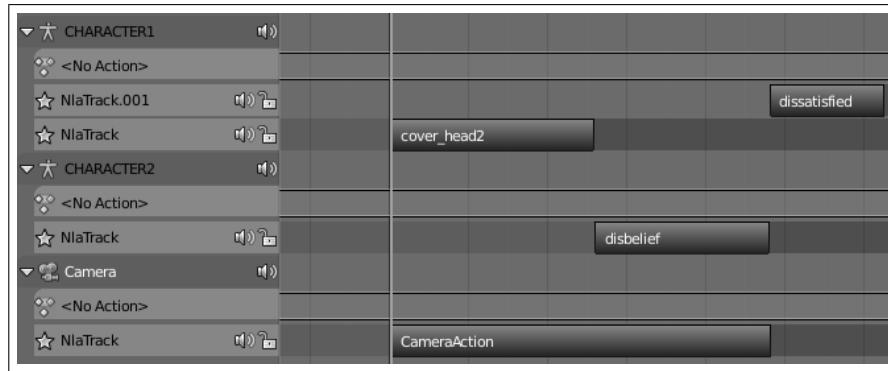 CHARACTER1
<No Action>
NlaTrack.001 dissatisfied
NlaTrack cover_head2
CHARACTER2
<No Action>
NlaTrack disbelief
Camera
<No Action>
NlaTrack CameraAction